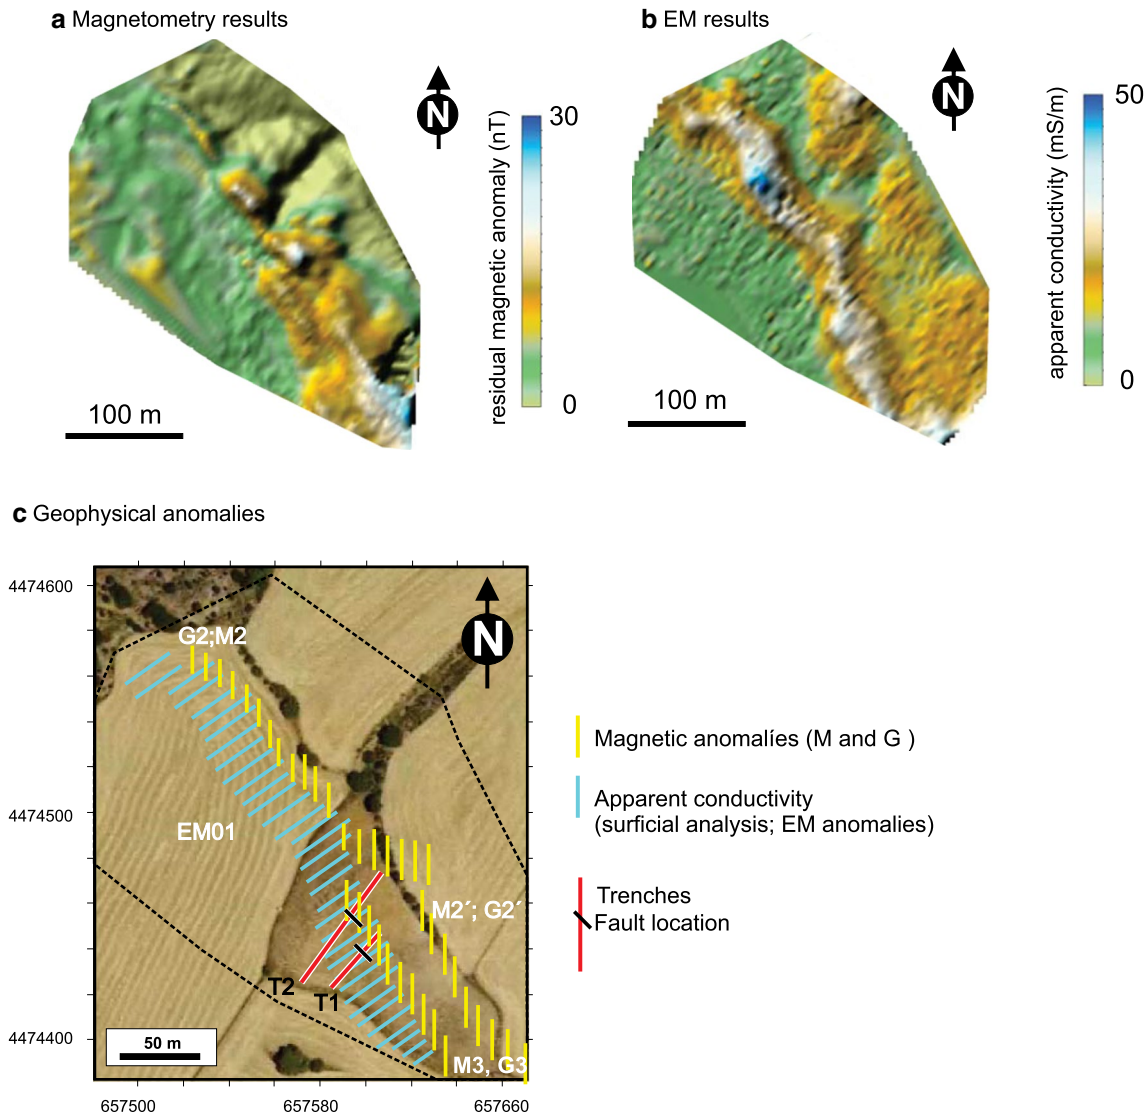 a Magnetometry results
N
residual magnetic anomaly (nT)
30
0
100 m
b EM results
N
apparent conductivity (mS/m)
50
0
100 m
c Geophysical anomalies
4474600
4474500
4474400
657500
657580
657660
N
G2;M2
EM01
M2´; G2´
T2
T1
M3, G3
50 m
Magnetic anomalíes (M and G )
Apparent conductivity
(surficial analysis; EM anomalies)
Trenches
Fault location